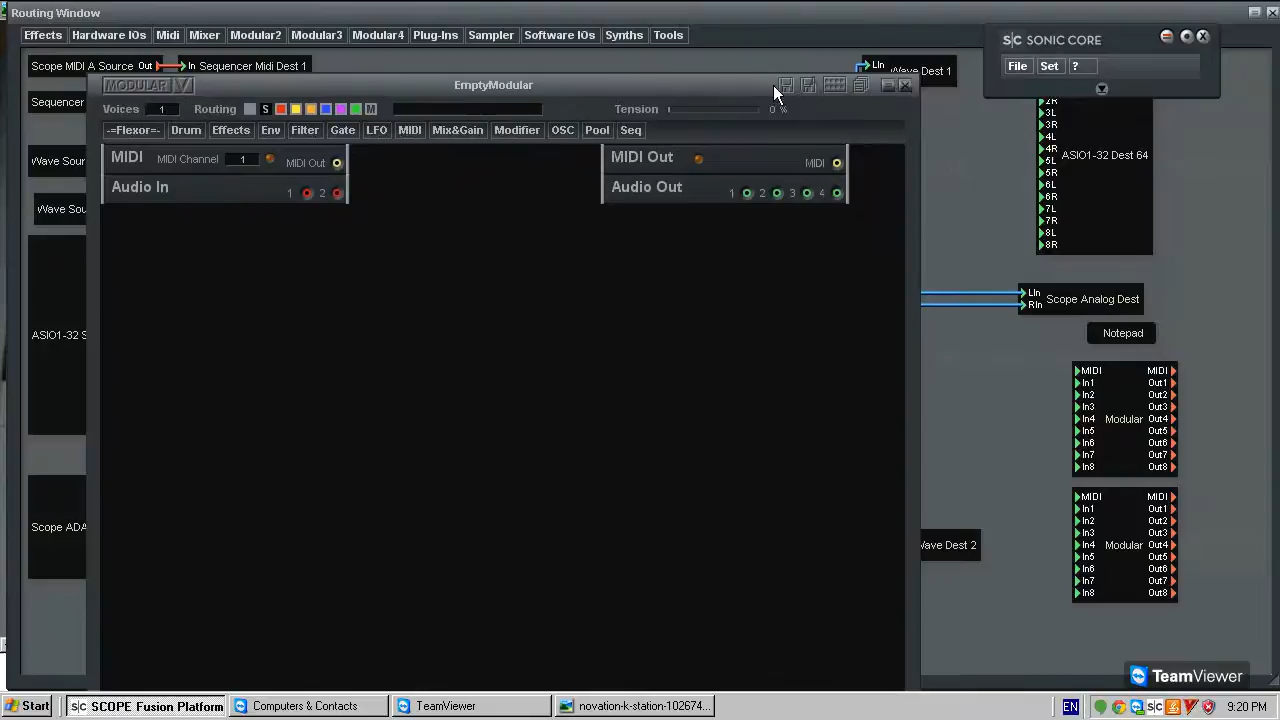 Routing Window
Effects Hardware IOs Midi Mixer Modular2 Modular3 Modular4 Plug-Ins Sampler Software IOs Synths Tools
S|C SONIC CORE
File Set ?
Scope MIDI A Source Out In Sequencer Midi Dest 1
LIn Wave Dest 1
MODULAR V EmptyModular
Sequencer
Voices 1 Routing S M Tension 0 %
-=Flexor=- Drum Effects Env Filter Gate LFO MIDI Mix&Gain Modifier OSC Pool Seq
MIDI MIDI Channel 1 MIDI Out
MIDI Out MIDI
Audio In 1 2
Audio Out 1 2 3 4
Wave Sour
Wave Sou
ASIO1-32 S
Scope ADA
2R
3L
3R
4L
4R
5L
5R
6L
6R
7L
7R
8L
8R
ASIO1-32 Dest 64
LIn
RIn
Scope Analog Dest
Notepad
MIDI MIDI
In1 Out1
In2 Out2
In3 Out3
In4 Modular Out4
In5 Out5
In6 Out6
In7 Out7
In8 Out8
MIDI MIDI
In1 Out1
In2 Out2
In3 Out3
In4 Modular Out4
In5 Out5
In6 Out6
In7 Out7
In8 Out8
Wave Dest 2
TeamViewer
Start S|C SCOPE Fusion Platform Computers & Contacts TeamViewer novation-k-station-102674... EN S|C 9:20 PM